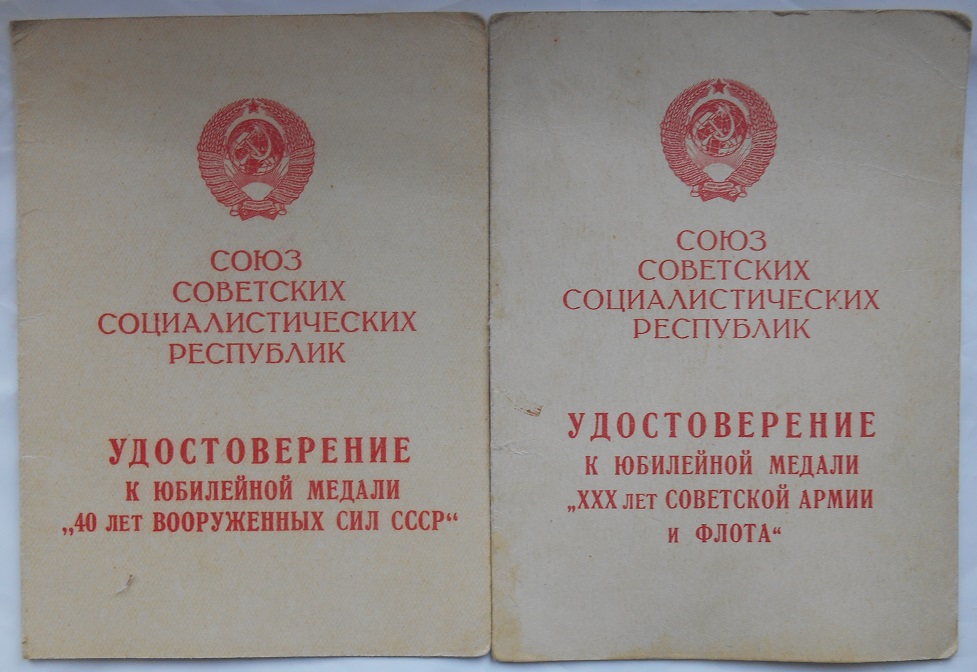 СОЮЗ
СОВЕТСКИХ
СОЦИАЛИСТИЧЕСКИХ
РЕСПУБЛИК
УДОСТОВЕРЕНИЕ
К ЮБИЛЕЙНОЙ МЕДАЛИ
„40 ЛЕТ ВООРУЖЕННЫХ СИЛ СССР“
СОЮЗ
СОВЕТСКИХ
СОЦИАЛИСТИЧЕСКИХ
РЕСПУБЛИК
УДОСТОВЕРЕНИЕ
К ЮБИЛЕЙНОЙ МЕДАЛИ
„XXX ЛЕТ СОВЕТСКОЙ АРМИИ
И ФЛОТА“